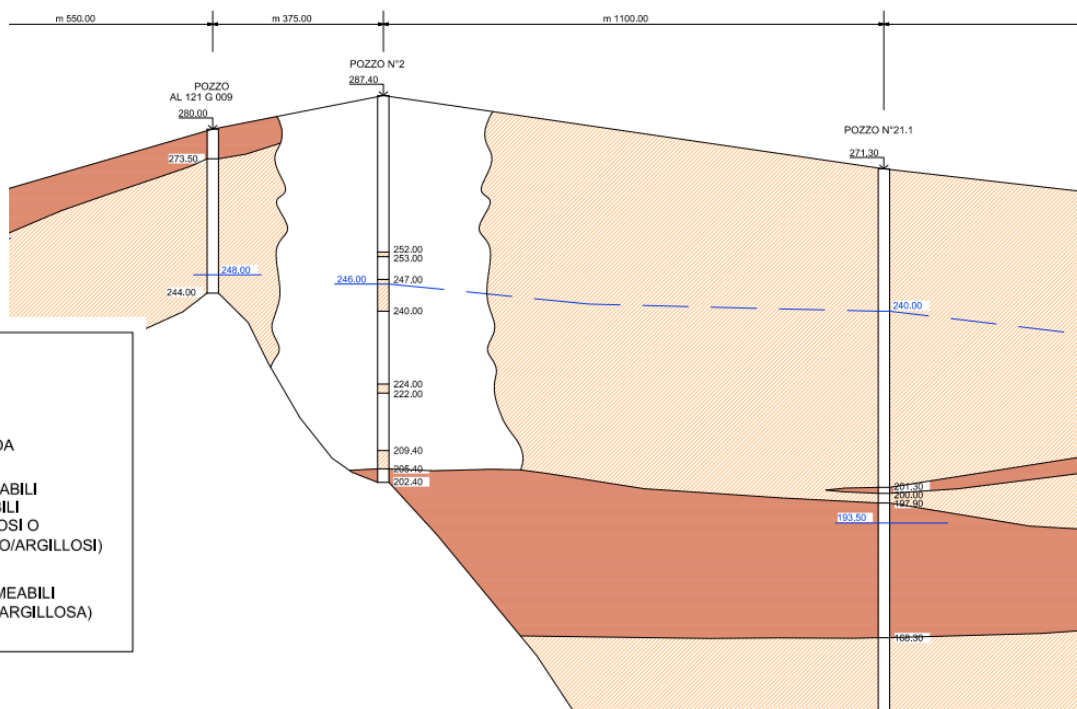 m 550.00
m 375.00
m 1100.00
POZZO
AL 121 G 009
280.00
273.50
248.00
244.00
POZZO N°2
287.40
252.00
253.00
247.00
246.00
240.00
224.00
222.00
209.40
205.40
202.40
POZZO N°21.1
271.30
240.00
201.30
200.00
197.90
193.50
168.30
DA
ABILI
BILI
OSI O
O/ARGILLOSI)
MEABILI
ARGILLOSA)